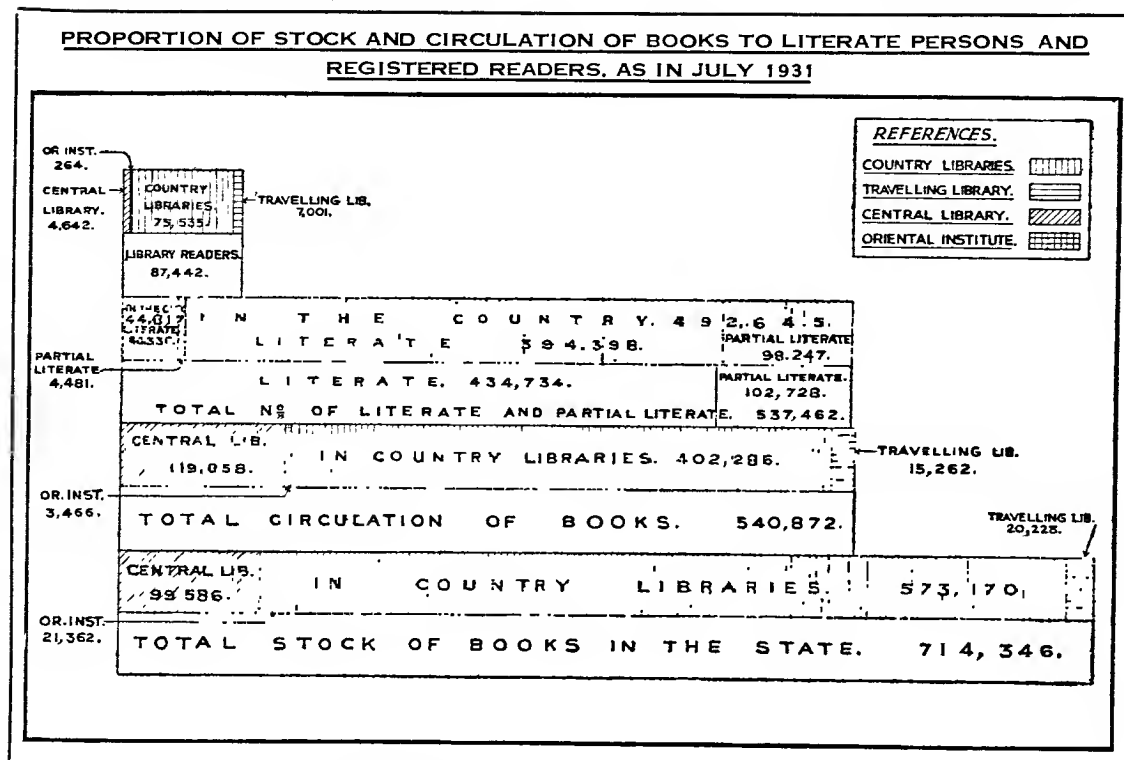 PROPORTION OF STOCK AND CIRCULATION OF BOOKS TO LITERATE PERSONS AND
REGISTERED READERS. AS IN JULY 1931
REFERENCES.
COUNTRY LIBRARIES.
TRAVELLING LIBRARY.
CENTRAL LIBRARY.
ORIENTAL INSTITUTE.
OR INST.
264.
CENTRAL
LIBRARY.
4,642.
COUNTRY
LIBRARIES.
75,535.
TRAVELLING LIB.
7,001.
LIBRARY READERS.
87,442.
IN THE
44,817
LITERATE
PARTIAL
LITERATE
4,481.
IN THE COUNTRY. 492,645.
LITERATE 394.398.
PARTIAL LITERATE
98.247.
LITERATE. 434,734.
PARTIAL LITERATE.
102,728.
TOTAL NO OF LITERATE AND PARTIAL LITERATE. 537,462.
CENTRAL LIB.
119,858.
IN COUNTRY LIBRARIES. 402,286.
TRAVELLING LIB.
15,262.
OR.INST.
3,466.
TOTAL CIRCULATION OF BOOKS. 540,872.
TRAVELLING LIB.
20,228.
CENTRAL LIB.
99,586.
IN COUNTRY LIBRARIES. 573,170,
OR.INST.
21,362.
TOTAL STOCK OF BOOKS IN THE STATE. 714,346.